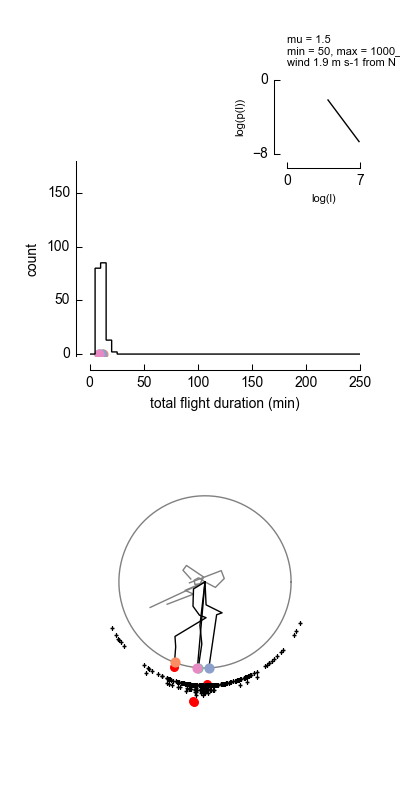 mu = 1.5
min = 50, max = 1000_
wind 1.9 m s-1 from N
0
log(p(l))
−8
0
7
log(l)
150
100
count
50
0
0
50
100
150
200
250
total flight duration (min)